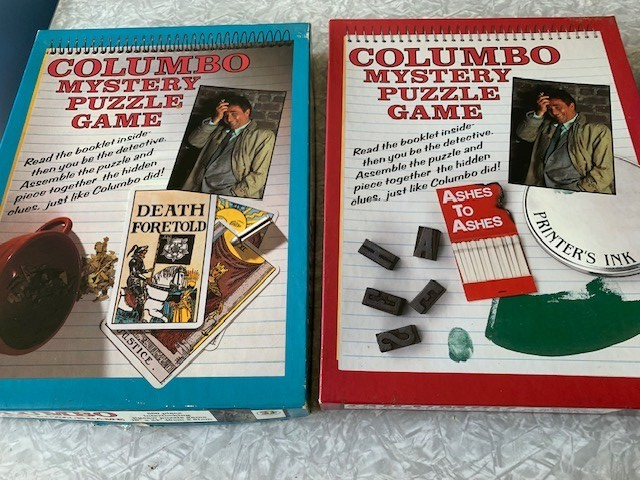 COLUMBO
MYSTERY
PUZZLE
GAME
Read the booklet inside-
then you be the detective.
Assemble the puzzle and
piece together the hidden
clues, just like Columbo did!
DEATH
FORETOLD
JUSTICE.
COLUMBO
COLUMBO
MYSTERY
PUZZLE
GAME
Read the booklet inside-
then you be the detective.
Assemble the puzzle and
piece together the hidden
clues, just like Columbo did!
ASHES
TO
ASHES
PRINTER'S INK
H
A
E
S